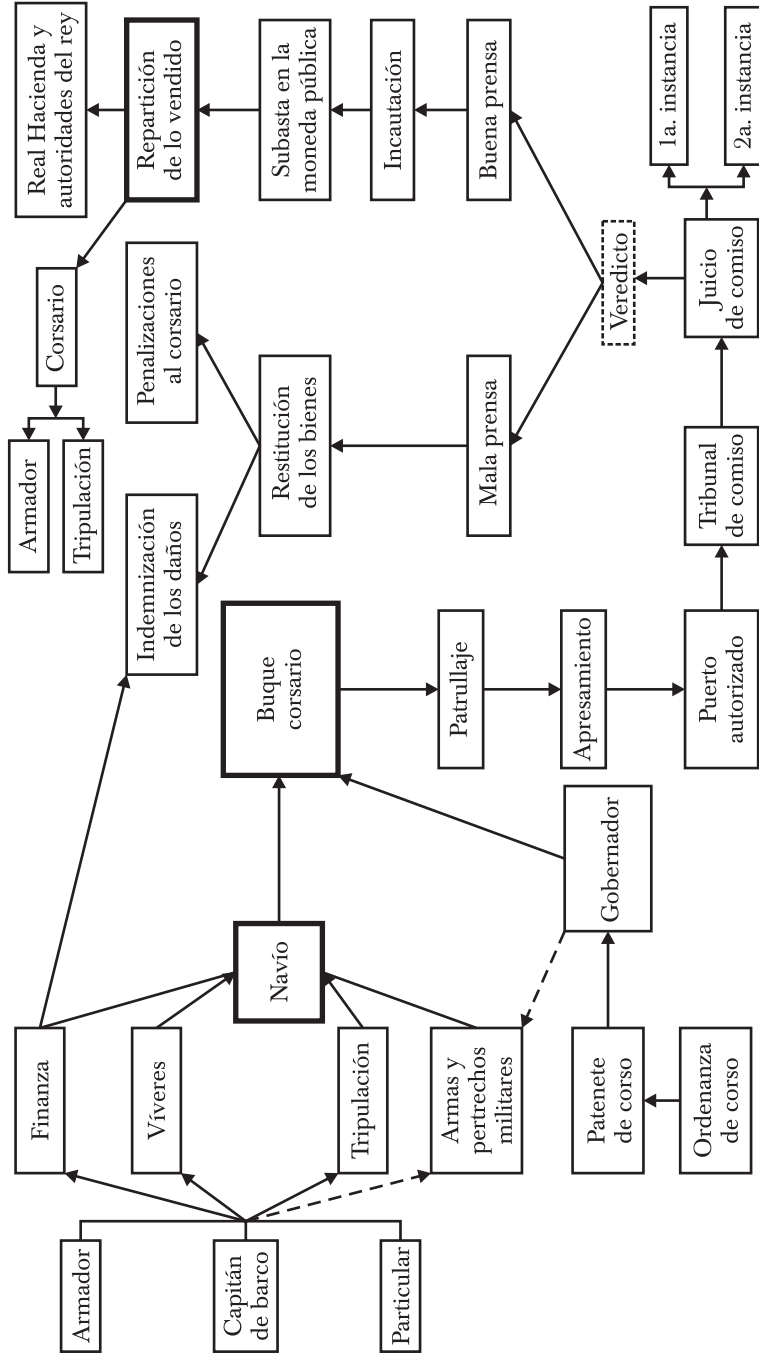 Armador
Capitán
de barco
Particular
Finanza
Víveres
Tripulación
Armas y
pertrechos
militares
Patenete
de corso
Ordenanza
de corso
Navío
Gobernador
Buque
corsario
Patrullaje
Apresamiento
Puerto
autorizado
Tribunal
de comiso
Juicio
de comiso
1a. instancia
2a. instancia
Veredicto
Mala prensa
Restitución
de los bienes
Indemnización
de los daños
Penalizaciones
al corsario
Buena prensa
Incautación
Subasta en la
moneda pública
Repartición
de lo vendido
Real Hacienda y
autoridades del rey
Corsario
Armador
Tripulación